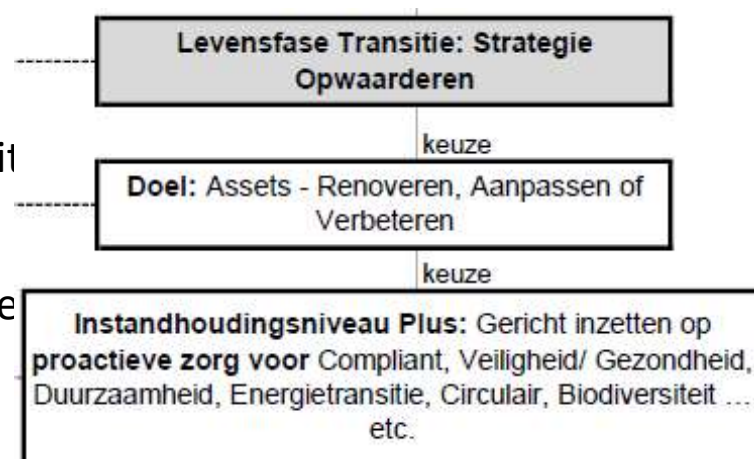 Levensfase Transitie: Strategie
Opwaarderen
keuze
it
Doel: Assets - Renoveren, Aanpassen of
Verbeteren
keuze
e
Instandhoudingsniveau Plus: Gericht inzetten op
proactieve zorg voor Compliant, Veiligheid/ Gezondheid,
Duurzaamheid, Energietransitie, Circulair, Biodiversiteit …
etc.